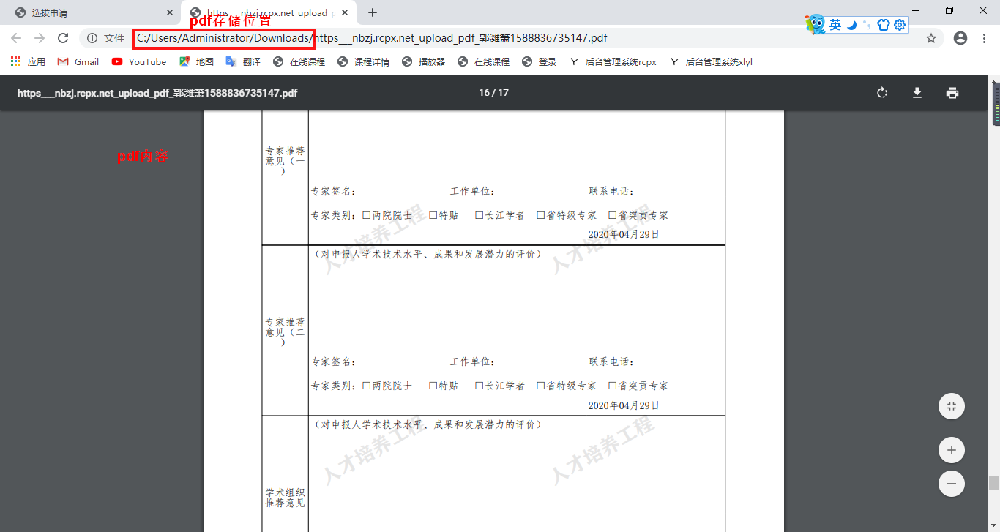 选拔申请
https___nbzj.rcpx.net_upload_p
pdf存储位置
文件
C:/Users/Administrator/Downloads/https___nbzj.rcpx.net_upload_pdf_郭潍箫1588836735147.pdf
英
应用 Gmail YouTube 地图 翻译 在线课程 课程详情 播放器 在线课程 登录 后台管理系统rcpx 后台管理系统xlyl
https___nbzj.rcpx.net_upload_pdf_郭潍箫1588836735147.pdf
16 / 17
pdf内容
专家推荐
意见（一
）
专家签名： 工作单位： 联系电话：
专家类别：□两院院士 □特贴 □长江学者 □省特级专家 □省突贡专家
2020年04月29日
人才培养工程 人才培养工程
（对申报人学术技术水平、成果和发展潜力的评价）
专家推荐
意见（二
）
专家签名： 工作单位： 联系电话：
专家类别：□两院院士 □特贴 □长江学者 □省特级专家 □省突贡专家
2020年04月29日
（对申报人学术技术水平、成果和发展潜力的评价）
人才培养工程 人才培养工程
学术组织
推荐意见